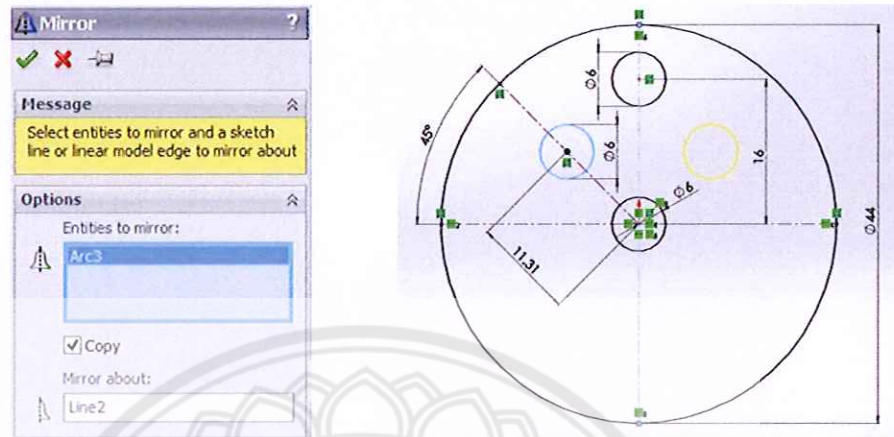 Mirror ?
Message
Select entities to mirror and a sketch
line or linear model edge to mirror about
Options
Entities to mirror:
Arc3
Copy
Mirror about:
Line2
45°
Ø6
Ø6
Ø6
16
11.31
Ø44